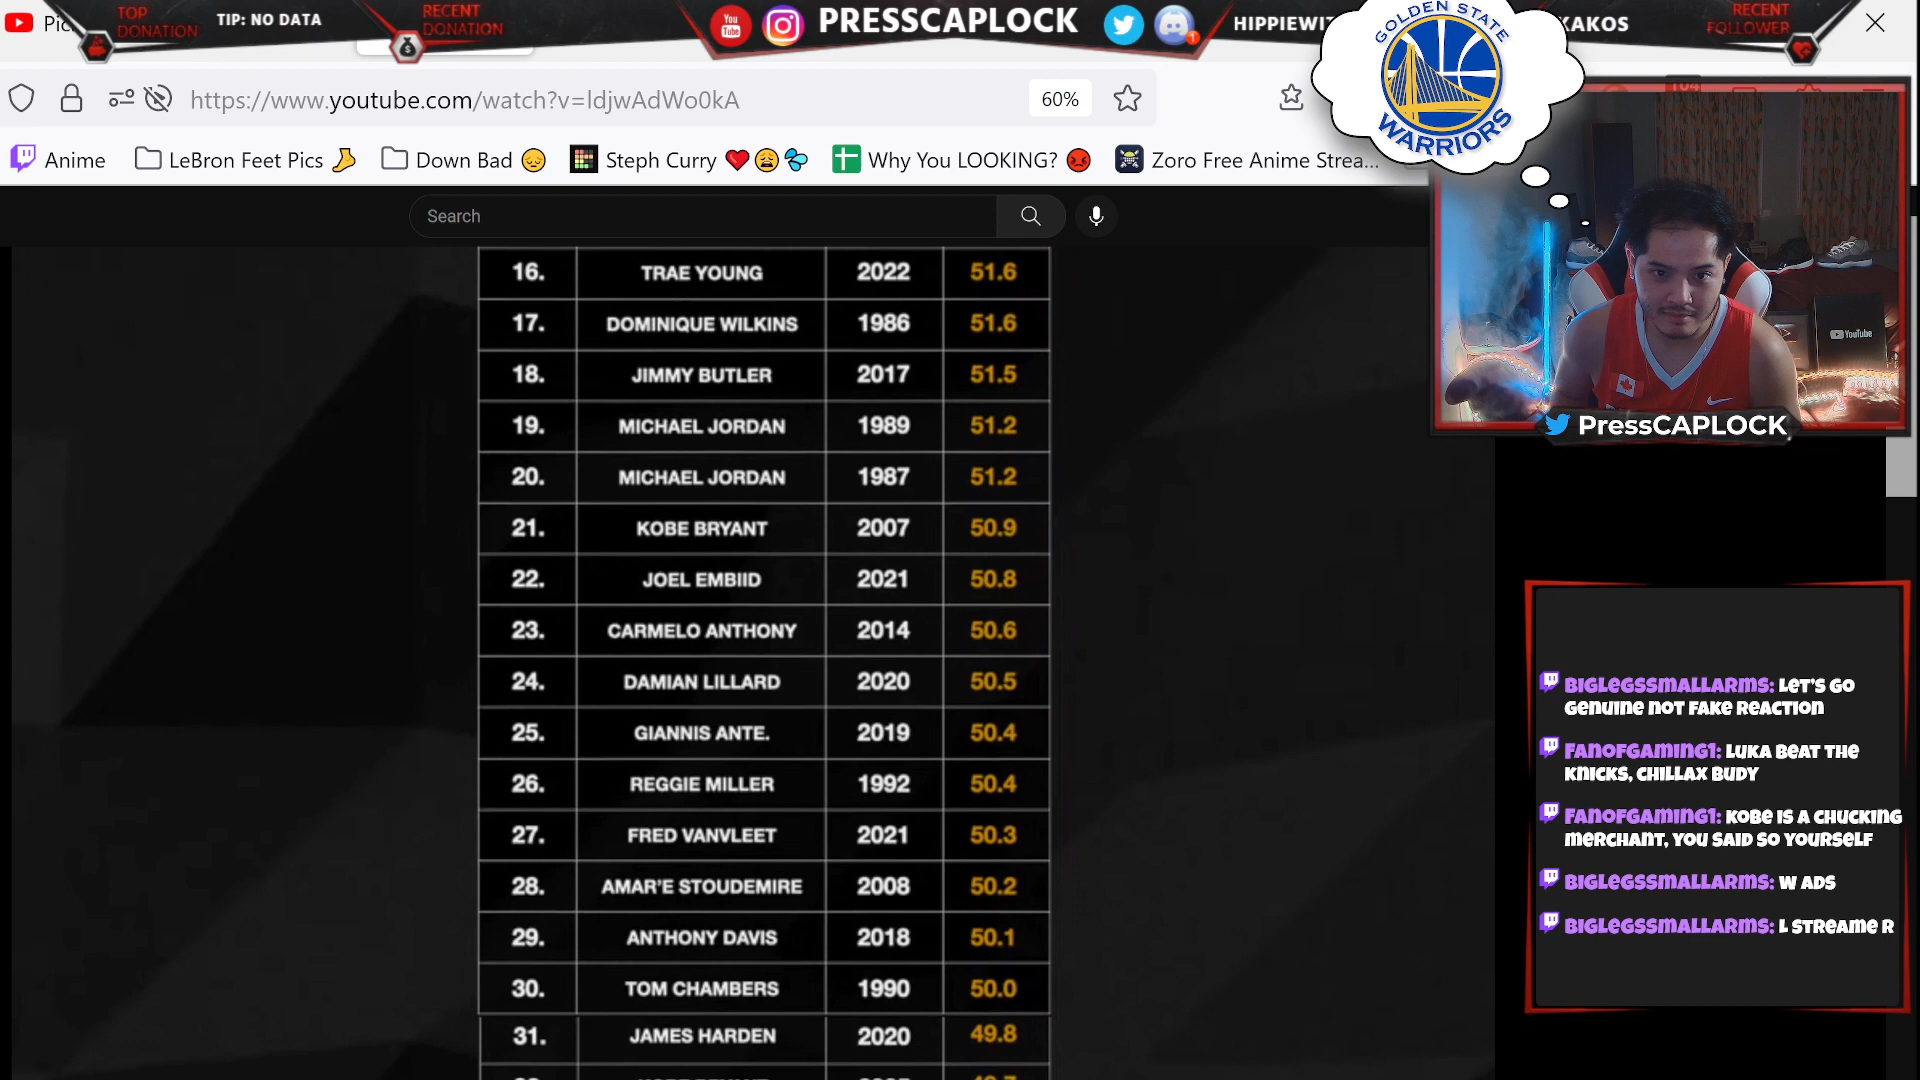 TOP
DONATION
TIP: NO DATA
RECENT
DONATION
You
Tube
PRESSCAPLOCK
1
HIPPIEWIZ
KAKOS
RECENT
FOLLOWER
GOLDEN STATE
WARRIORS
https://www.youtube.com/watch?v=ldjwAdWo0kA
60%
Anime
LeBron Feet Pics 🦶
Down Bad 😔
Steph Curry ❤️😩💦
Why You LOOKING? 😡
Zoro Free Anime Strea...
Search
16. TRAE YOUNG 2022 51.6
17. DOMINIQUE WILKINS 1986 51.6
18. JIMMY BUTLER 2017 51.5
19. MICHAEL JORDAN 1989 51.2
20. MICHAEL JORDAN 1987 51.2
21. KOBE BRYANT 2007 50.9
22. JOEL EMBIID 2021 50.8
23. CARMELO ANTHONY 2014 50.6
24. DAMIAN LILLARD 2020 50.5
25. GIANNIS ANTE. 2019 50.4
26. REGGIE MILLER 1992 50.4
27. FRED VANVLEET 2021 50.3
28. AMAR'E STOUDEMIRE 2008 50.2
29. ANTHONY DAVIS 2018 50.1
30. TOM CHAMBERS 1990 50.0
31. JAMES HARDEN 2020 49.8
YouTube
PressCAPLOCK
BIGLEGSSMALLARMS: LET'S GO
GENUINE NOT FAKE REACTION
FANOFGAMING1: LUKA BEAT THE
KNICKS, CHILLAX BUDY
FANOFGAMING1: KOBE IS A CHUCKING
MERCHANT, YOU SAID SO YOURSELF
BIGLEGSSMALLARMS: W ADS
BIGLEGSSMALLARMS: L STREAME R